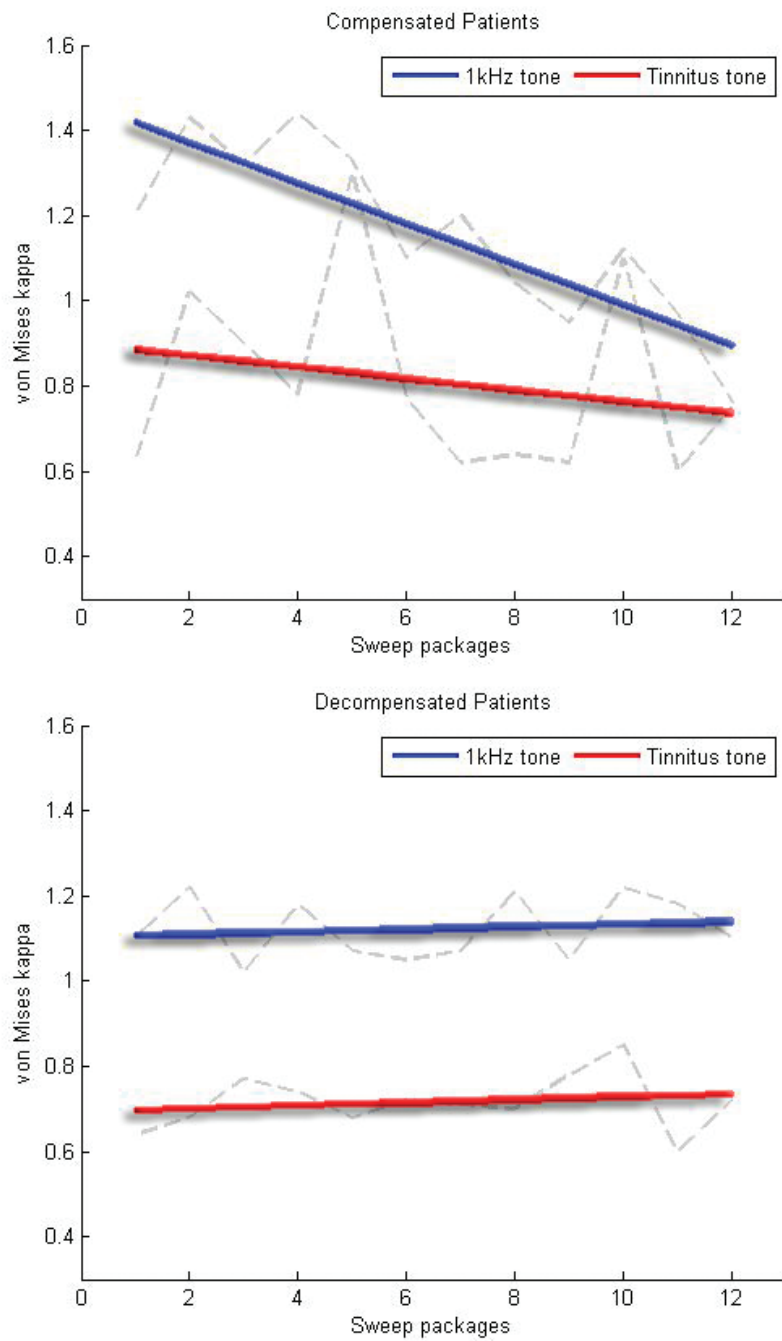 Compensated Patients
1kHz tone Tinnitus tone
1.6
1.4
1.2
1
0.8
0.6
0.4
von Mises kappa
0 2 4 6 8 10 12
Sweep packages
Decompensated Patients
1kHz tone Tinnitus tone
1.6
1.4
1.2
1
0.8
0.6
0.4
von Mises kappa
0 2 4 6 8 10 12
Sweep packages